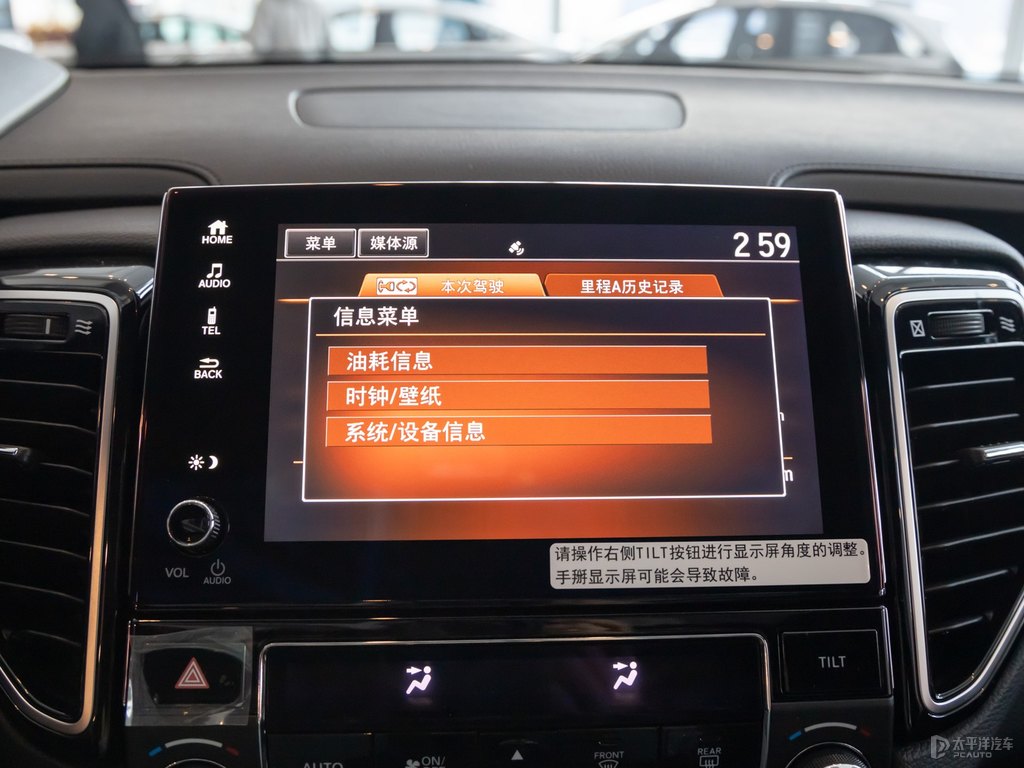 HOME
AUDIO
TEL
BACK
VOL
AUDIO
菜单 媒体源 2 59
本次驾驶 里程A历史记录
信息菜单
油耗信息
时钟/壁纸
系统/设备信息
m
请操作右侧TILT按钮进行显示屏角度的调整。
手掰显示屏可能会导致故障。
TILT
AUTO ON/ FRONT REAR
太平洋汽车
PCAUTO